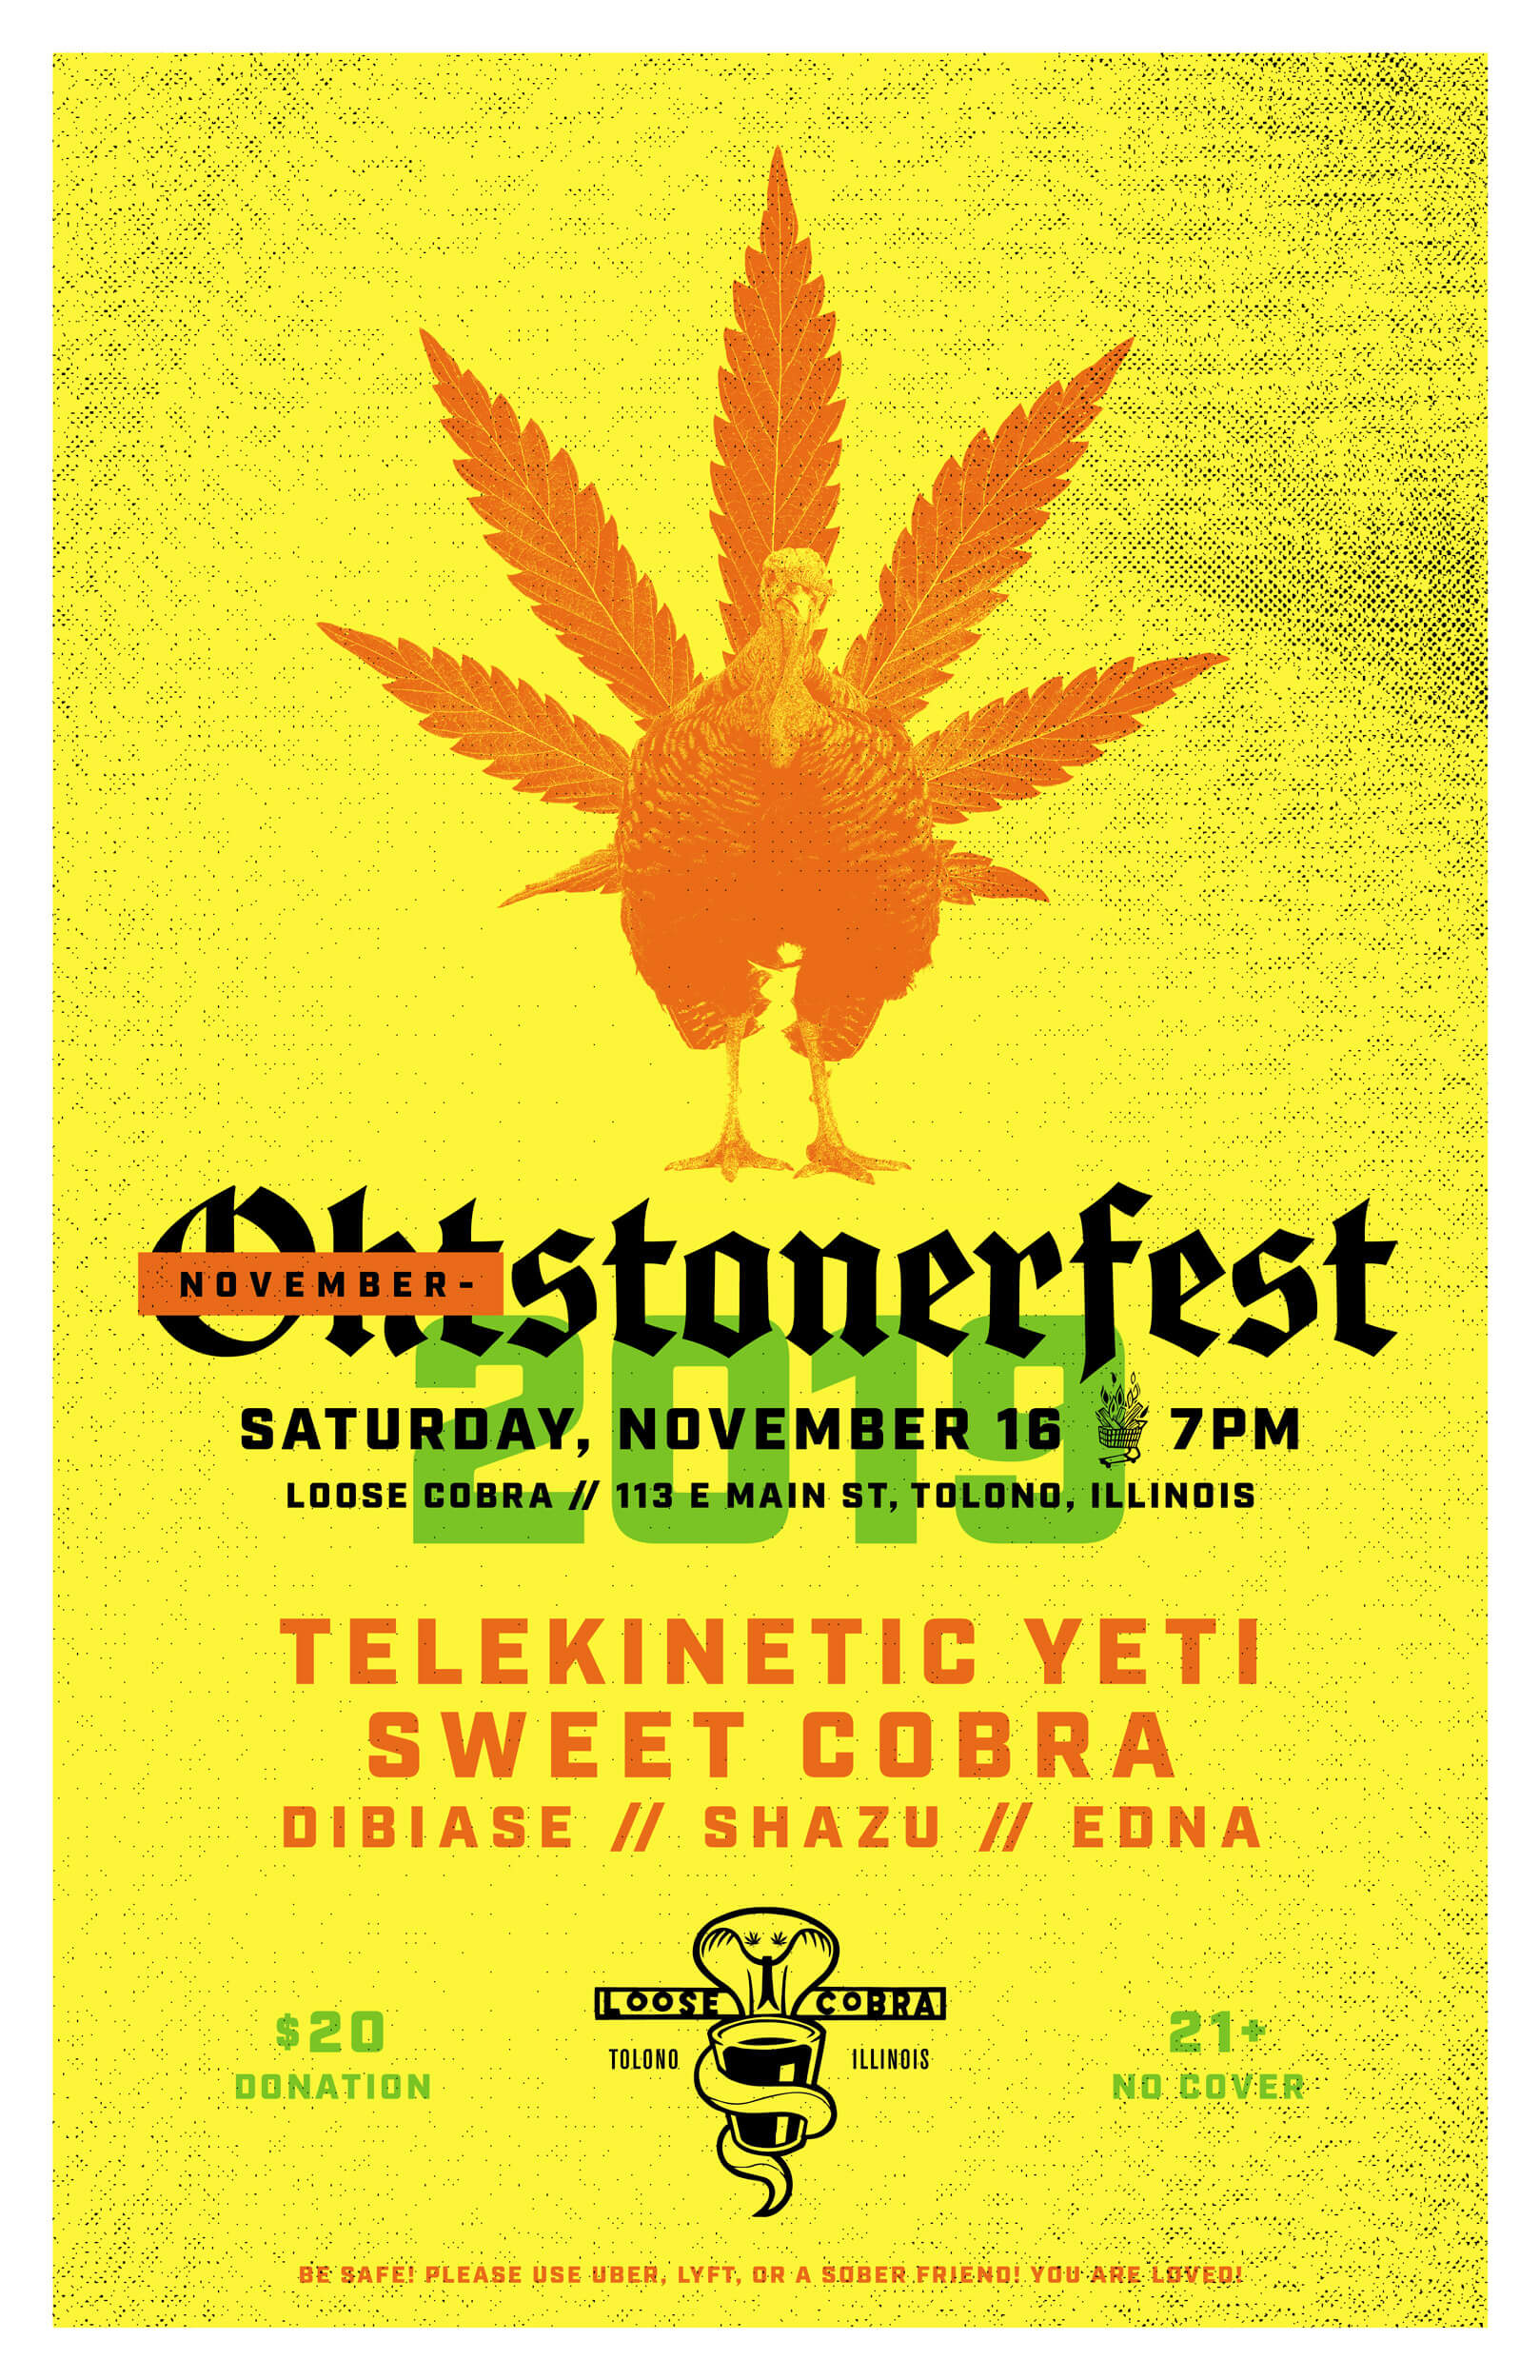 Oktstonerfest
NOVEMBER-
2019
SATURDAY, NOVEMBER 16 7PM
LOOSE COBRA // 113 E MAIN ST, TOLONO, ILLINOIS
TELEKINETIC YETI
SWEET COBRA
DIBIASE // SHAZU // EDNA
$20
DONATION
LOOSE COBRA
TOLONO ILLINOIS
21+
NO COVER
BE SAFE! PLEASE USE UBER, LYFT, OR A SOBER FRIEND! YOU ARE LOVED!